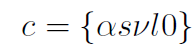 c = {αsνl0}